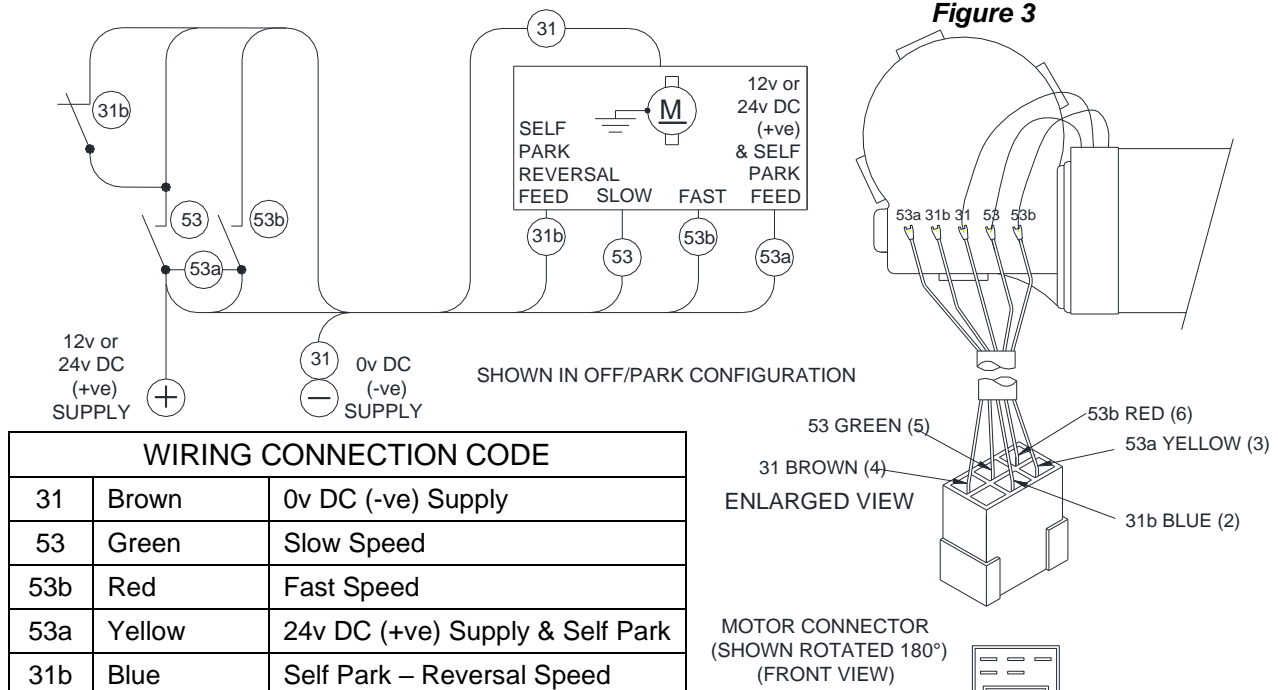 Figure 3
31
31b
53
53b
53a
12v or
24v DC
(+ve)
SUPPLY
+
31
0v DC
(-ve)
SUPPLY
−
M
SELF
PARK
REVERSAL
FEED
SLOW
FAST
12v or
24v DC
(+ve)
& SELF
PARK
FEED
31b
53
53b
53a
SHOWN IN OFF/PARK CONFIGURATION
53a 31b 31 53 53b
53 GREEN (5)
53b RED (6)
53a YELLOW (3)
31 BROWN (4)
ENLARGED VIEW
31b BLUE (2)
WIRING CONNECTION CODE
31 Brown 0v DC (-ve) Supply
53 Green Slow Speed
53b Red Fast Speed
53a Yellow 24v DC (+ve) Supply & Self Park
31b Blue Self Park – Reversal Speed
MOTOR CONNECTOR
(SHOWN ROTATED 180°)
(FRONT VIEW)